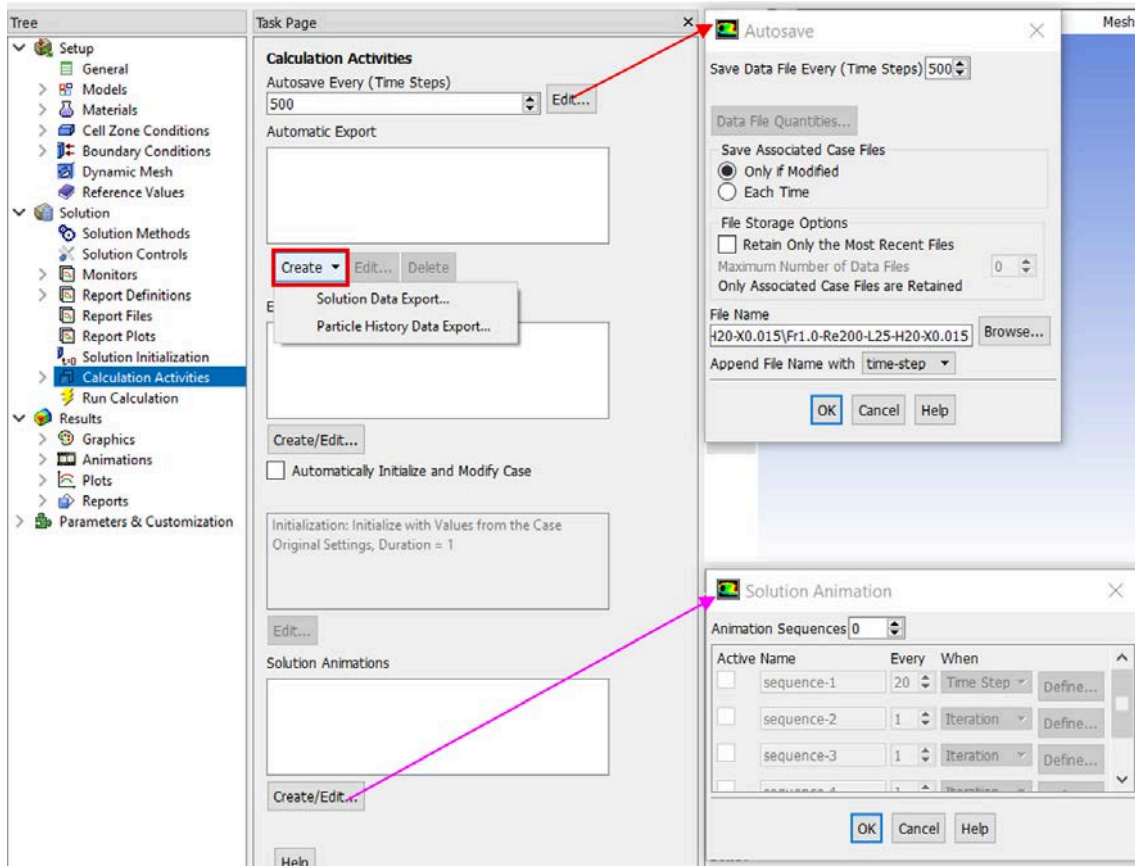 Tree
Setup
General
Models
Materials
Cell Zone Conditions
Boundary Conditions
Dynamic Mesh
Reference Values
Solution
Solution Methods
Solution Controls
Monitors
Report Definitions
Report Files
Report Plots
Solution Initialization
Calculation Activities
Run Calculation
Results
Graphics
Animations
Plots
Reports
Parameters & Customization
Task Page
Calculation Activities
Autosave Every (Time Steps)
500 Edit...
Automatic Export
Create Edit... Delete
Solution Data Export...
Particle History Data Export...
E
Create/Edit...
Automatically Initialize and Modify Case
Initialization: Initialize with Values from the Case
Original Settings, Duration = 1
Edit...
Solution Animations
Create/Edit...
Help
Mesh
Autosave
Save Data File Every (Time Steps) 500
Data File Quantities...
Save Associated Case Files
Only if Modified
Each Time
File Storage Options
Retain Only the Most Recent Files
Maximum Number of Data Files 0
Only Associated Case Files are Retained
File Name
H20-X0.015\Fr1.0-Re200-L25-H20-X0.015 Browse...
Append File Name with time-step
OK Cancel Help
Solution Animation
Animation Sequences 0
Active Name Every When
sequence-1 20 Time Step Define...
sequence-2 1 Iteration Define...
sequence-3 1 Iteration Define...
OK Cancel Help